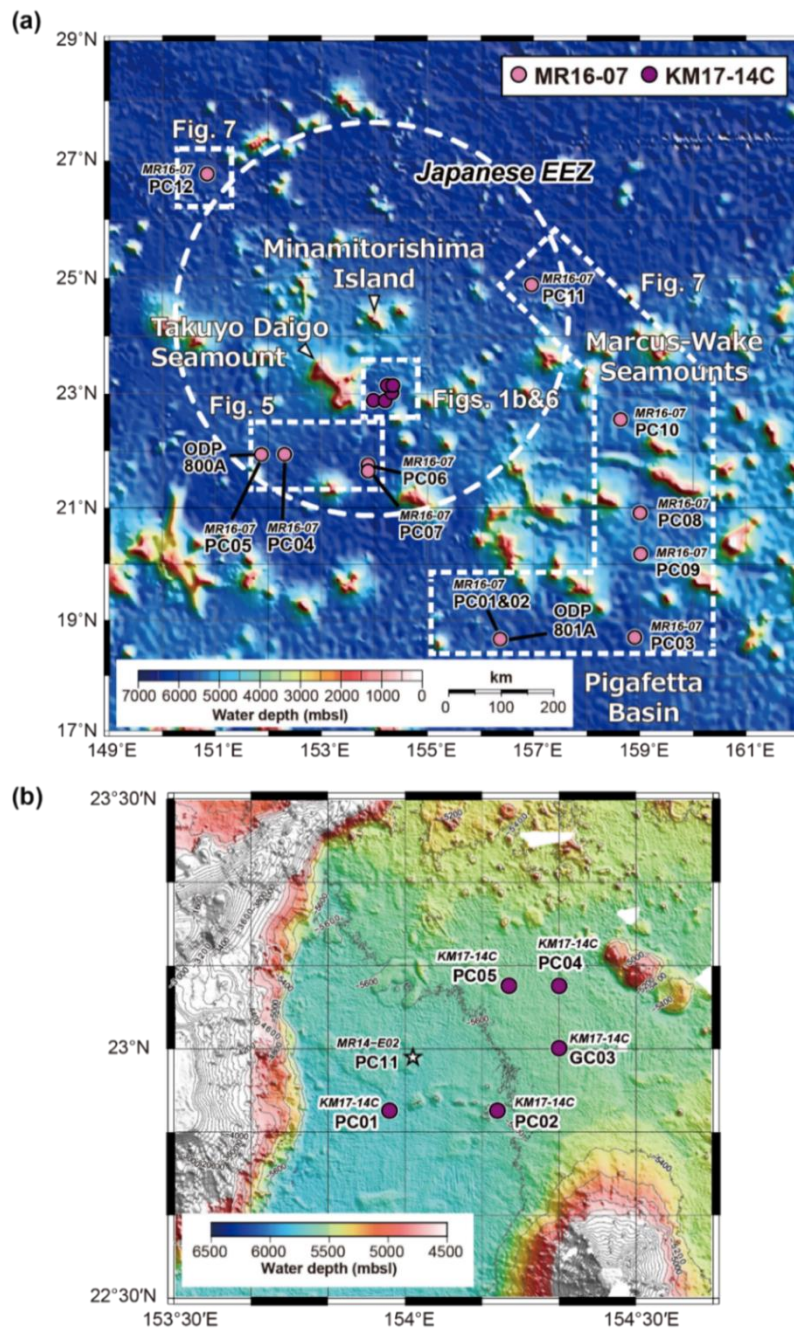 (a)
29°N
MR16-07
KM17-14C
Fig. 7
27°N
MR16-07
PC12
Japanese EEZ
Minamitorishima
Island
25°N
MR16-07
PC11
Fig. 7
Takuyo Daigo
Seamount
Marcus-Wake
Seamounts
23°N
Fig. 5
Figs. 1b&6
MR16-07
PC10
ODP
800A
MR16-07
PC06
21°N
MR16-07
PC05
MR16-07
PC04
MR16-07
PC07
MR16-07
PC08
MR16-07
PC09
19°N
MR16-07
PC01&02
ODP
801A
MR16-07
PC03
7000 6000 5000 4000 3000 2000 1000 0
Water depth (mbsl)
km
0 100 200
Pigafetta
Basin
17°N
149°E 151°E 153°E 155°E 157°E 159°E 161°E
(b)
23°30'N
KM17-14C
PC05
KM17-14C
PC04
23°N
MR14-E02
PC11
KM17-14C
GC03
KM17-14C
PC01
KM17-14C
PC02
6500 6000 5500 5000 4500
Water depth (mbsl)
22°30'N
153°30'E 154°E 154°30'E